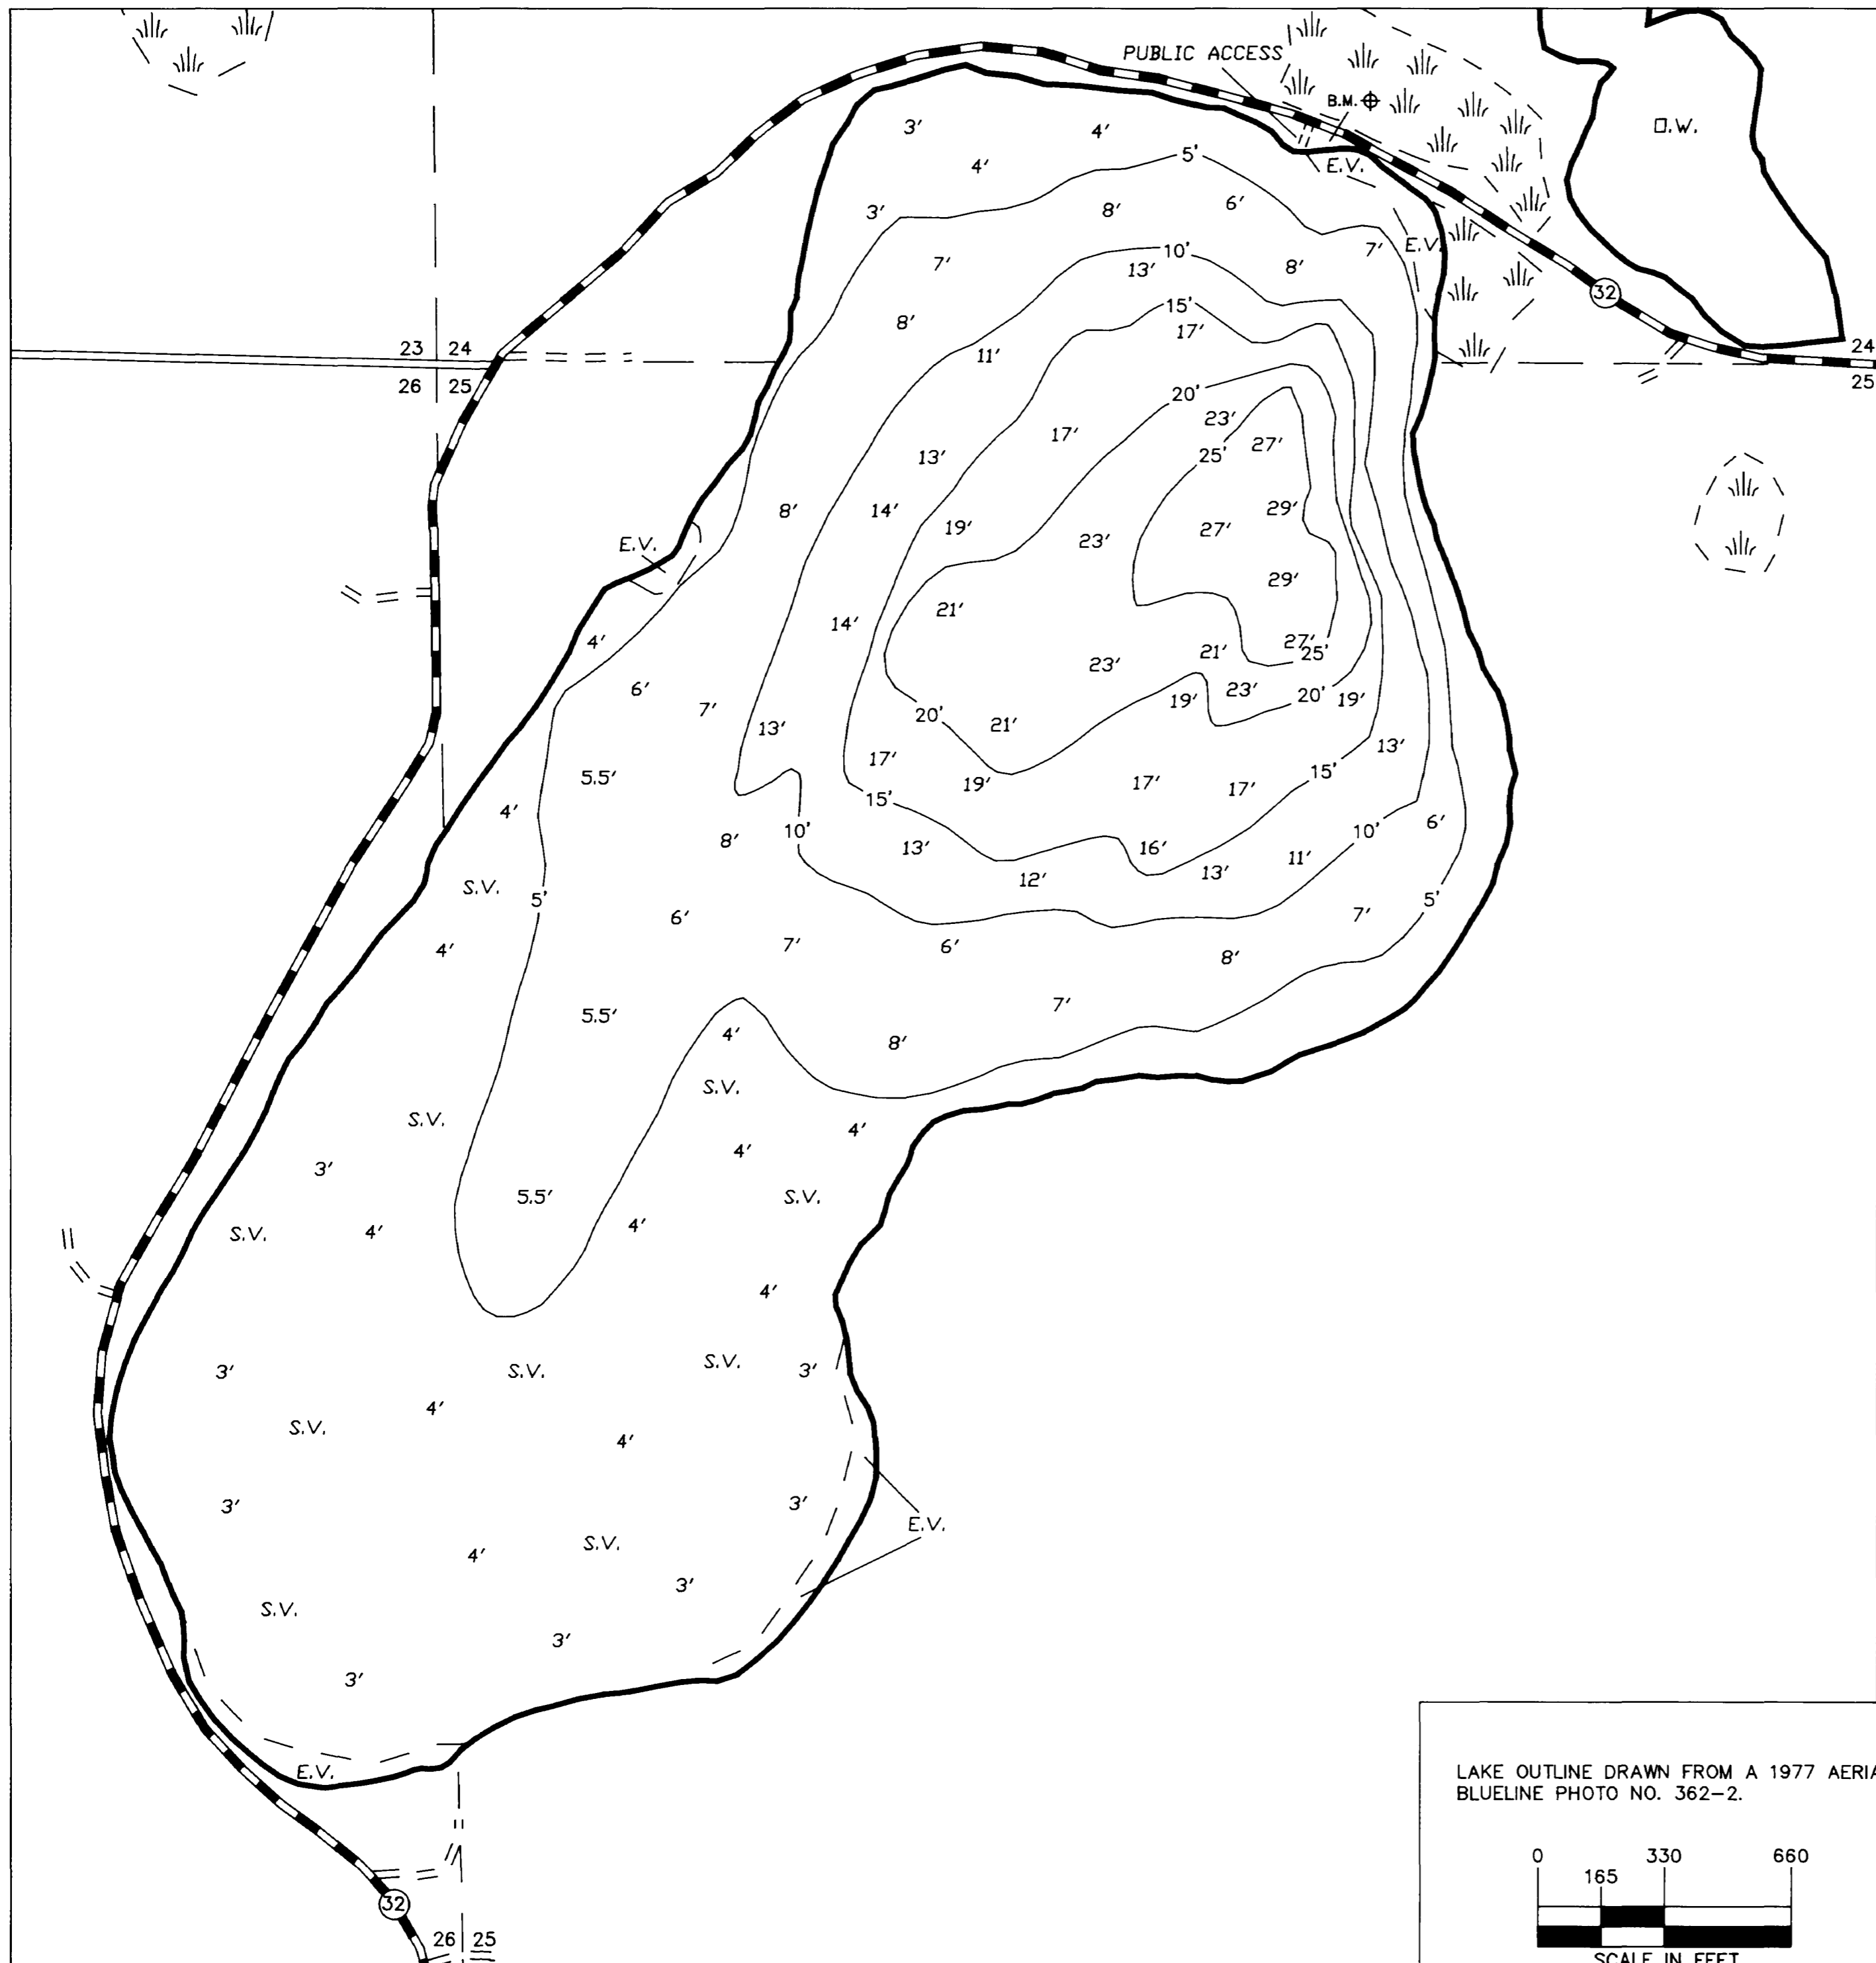 PUBLIC ACCESS
B.M.
O.W.
3' 4'
4' 5' E.V.
3' 8' 6'
7' 10' 7' E.V.
13' 8'
8' 15' 32
17'
23 24 11' 24
26 25 25
20'
23'
17' 27'
13' 25'
8' 14' 19' 29'
E.V. 23' 27'
29'
21'
4' 14' 21' 27'
23' 25'
6' 23' 20'
7' 20' 19' 19'
13' 21'
17' 13'
5.5' 19' 17' 17' 15'
4' 15'
8' 10' 13' 16' 10' 6'
S.V. 12' 13' 11'
5' 5'
6' 7'
4' 7' 6' 8'
5.5' 7'
4' 8'
S.V.
S.V. 4'
3' 4'
5.5' S.V.
S.V. 4' 4'
4'
3' S.V. S.V. 3'
4'
S.V. 4'
3' 3'
E.V.
4' S.V.
S.V. 3'
3'
3'
E.V.
32
26 25
LAKE OUTLINE DRAWN FROM A 1977 AERIA
BLUELINE PHOTO NO. 362-2.
0 330 660
165
SCALE IN FEET